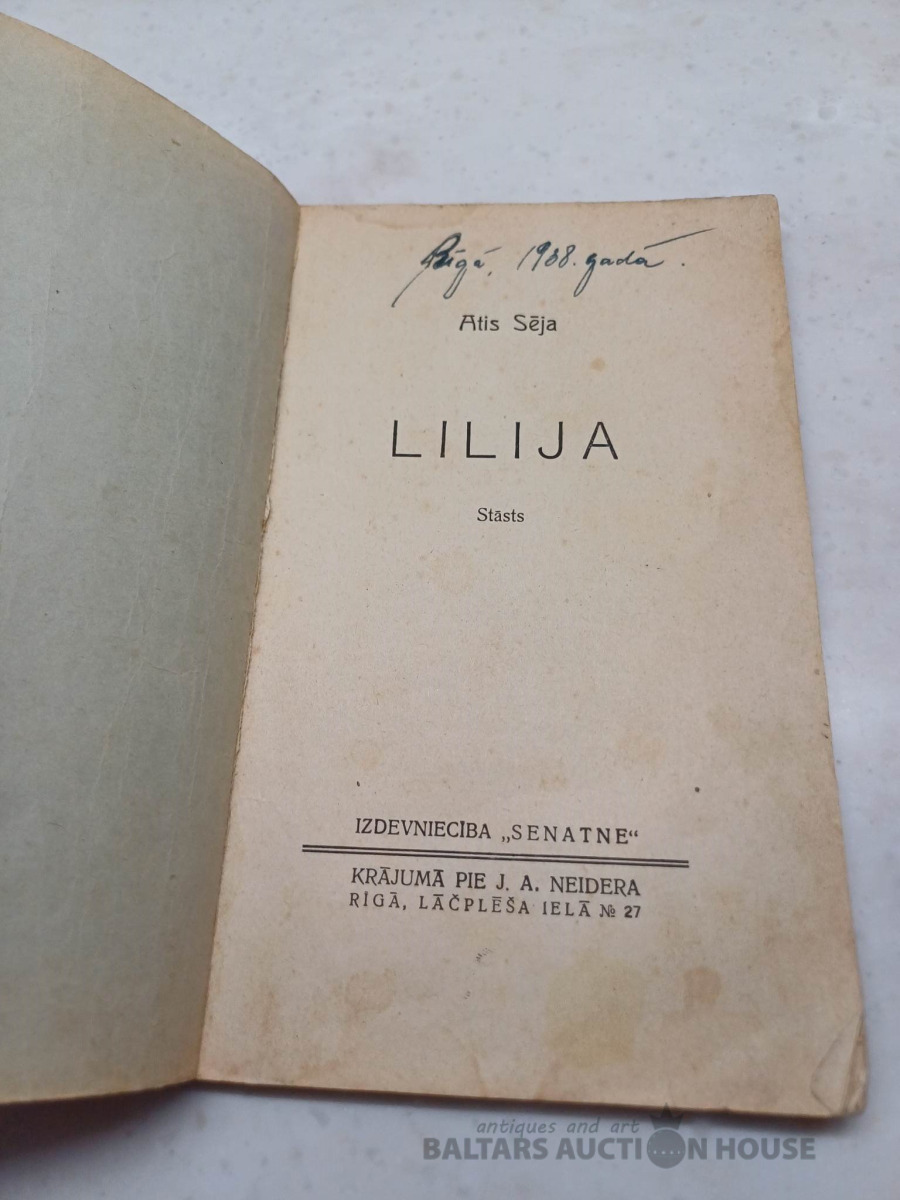 Rīgā, 1938. gadā.
Atis Sēja
LILIJA
Stāsts
IZDEVNIECĪBA „SENATNE“
KRĀJUMĀ PIE J. A. NEIDERA
RĪGĀ, LĀČPLĒŠA IELĀ № 27
antiques and art
BALTARS AUCTION HOUSE